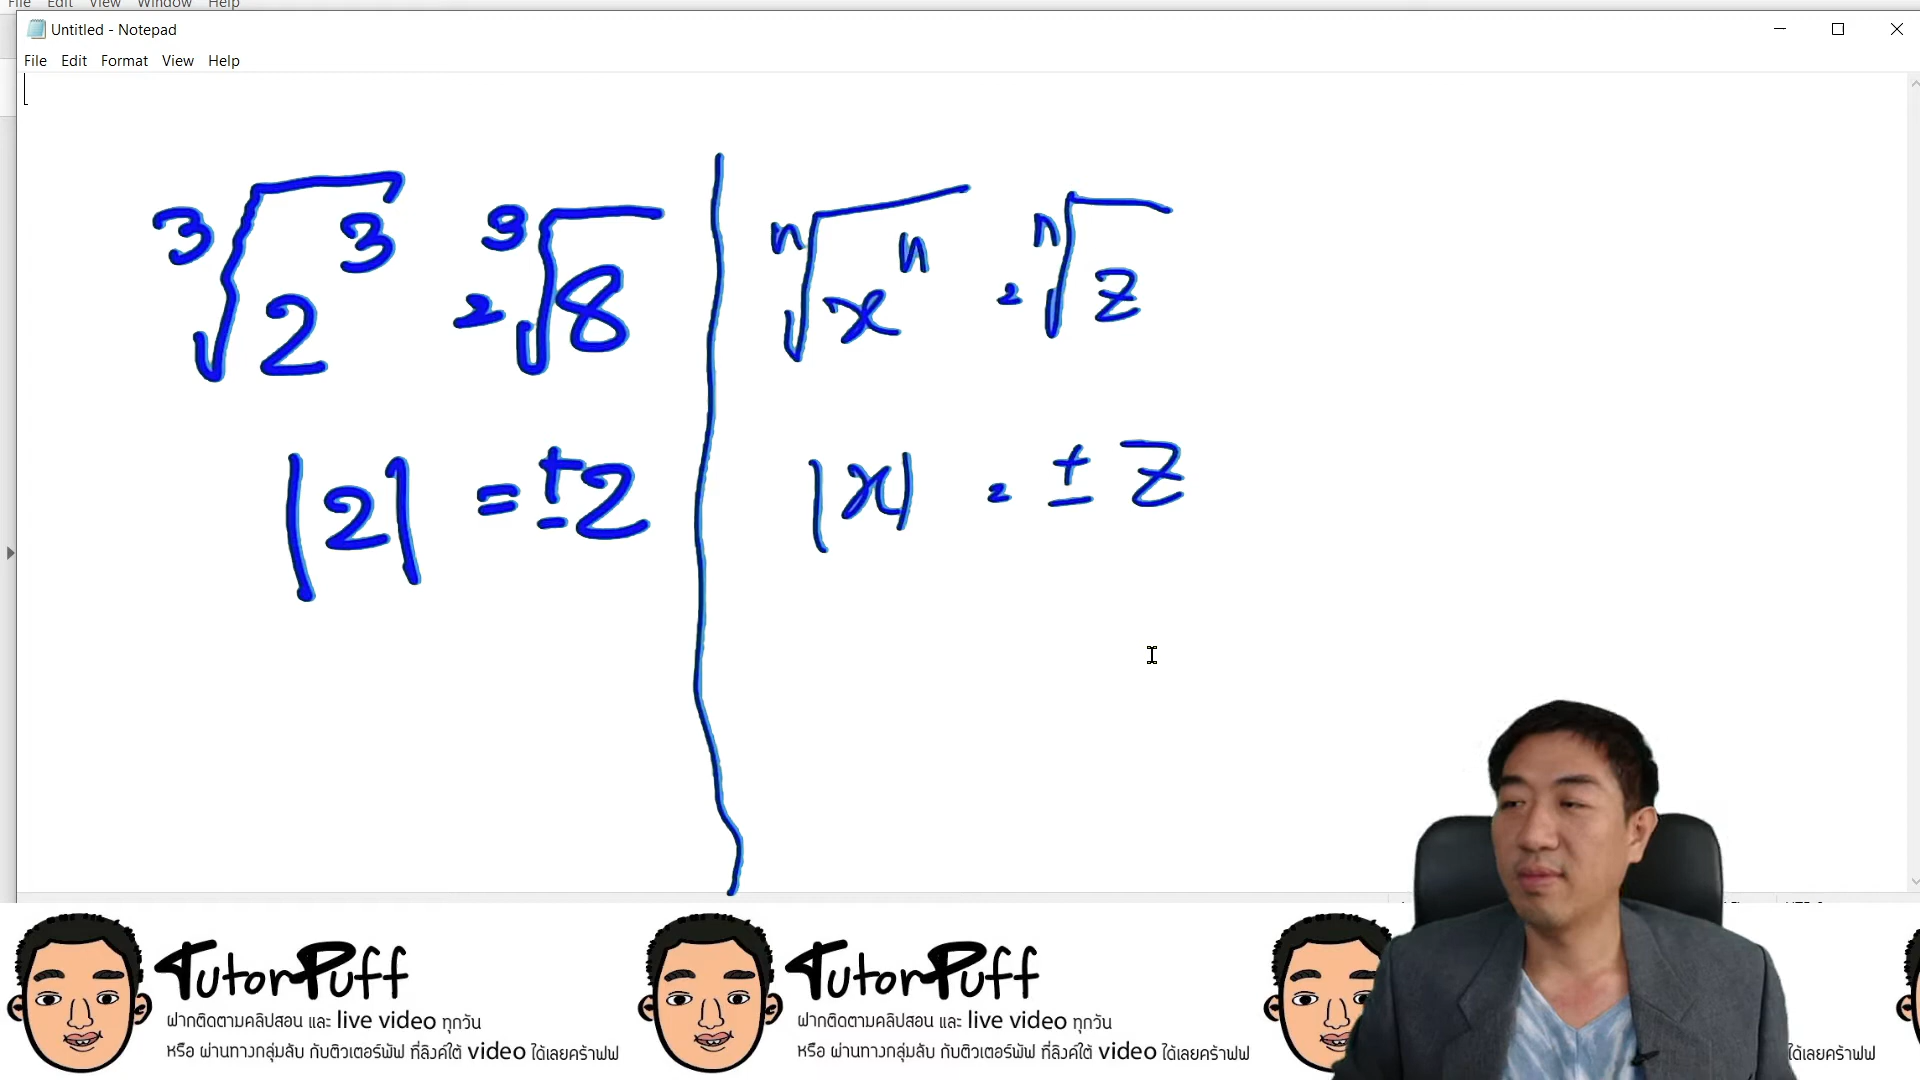 File Edit View Window Help
Untitled - Notepad
File Edit Format View Help
∛2³ = ∛8
|2| = ±2
ⁿ√xⁿ = ⁿ√z
|x| = ± z
TutorPuff
ฝากติดตามคลิปสอน และ live video ทุกวัน
หรือ ผ่านทางกลุ่มลับ กับติวเตอร์พัฟ ที่ลิงค์ใต้ video ได้เลยคร้าฟฟ
TutorPuff
ฝากติดตามคลิปสอน และ live video ทุกวัน
หรือ ผ่านทางกลุ่มลับ กับติวเตอร์พัฟ ที่ลิงค์ใต้ video ได้เลยคร้าฟฟ
ได้เลยคร้าฟฟ